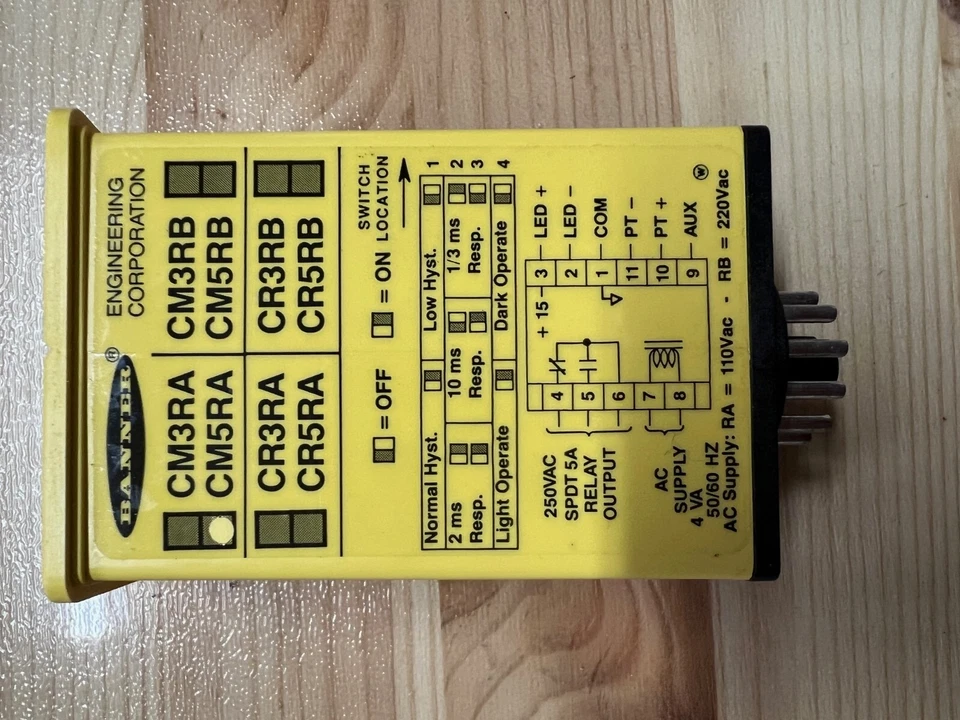 BANNER®
ENGINEERING
CORPORATION
CM3RA CM3RB
CM5RA CM5RB
CR3RA CR3RB
CR5RA CR5RB
SWITCH
= OFF = ON LOCATION
Normal Hyst. Low Hyst. 1
2 ms 10 ms 1/3 ms 2
Resp. Resp. Resp. 3
Light Operate Dark Operate 4
250VAC
SPDT 5A
RELAY
OUTPUT
4 + 15 3 LED +
5 2 LED -
6 1 COM
11 PT -
7 10 PT +
8 9 AUX
AC
SUPPLY
4 VA
50/60 HZ
AC Supply: RA = 110Vac - RB = 220Vac
W